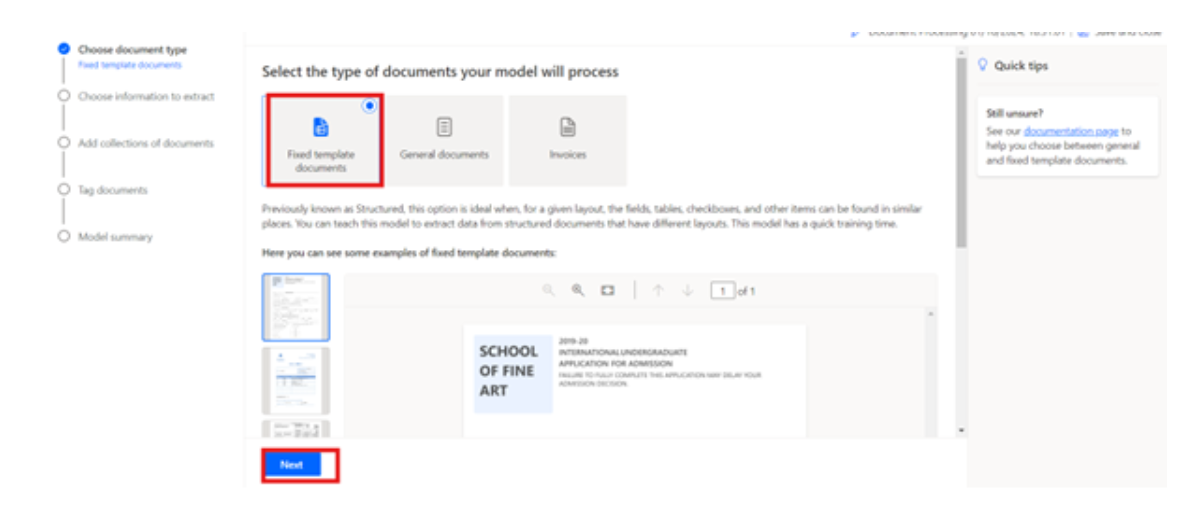 Document Processing 01/10/2024, 16:31:01 | Save and close
Choose document type
Fixed template documents
Choose information to extract
Add collections of documents
Tag documents
Model summary
Select the type of documents your model will process
Fixed template
documents
General documents
Invoices
Previously known as Structured, this option is ideal when, for a given layout, the fields, tables, checkboxes, and other items can be found in similar
places. You can teach this model to extract data from structured documents that have different layouts. This model has a quick training time.
Here you can see some examples of fixed template documents:
1 of 1
SCHOOL
OF FINE
ART
2019-20
INTERNATIONAL UNDERGRADUATE
APPLICATION FOR ADMISSION
FAILURE TO FULLY COMPLETE THIS APPLICATION MAY DELAY YOUR
ADMISSION DECISION.
Next
Quick tips
Still unsure?
See our documentation page to
help you choose between general
and fixed template documents.